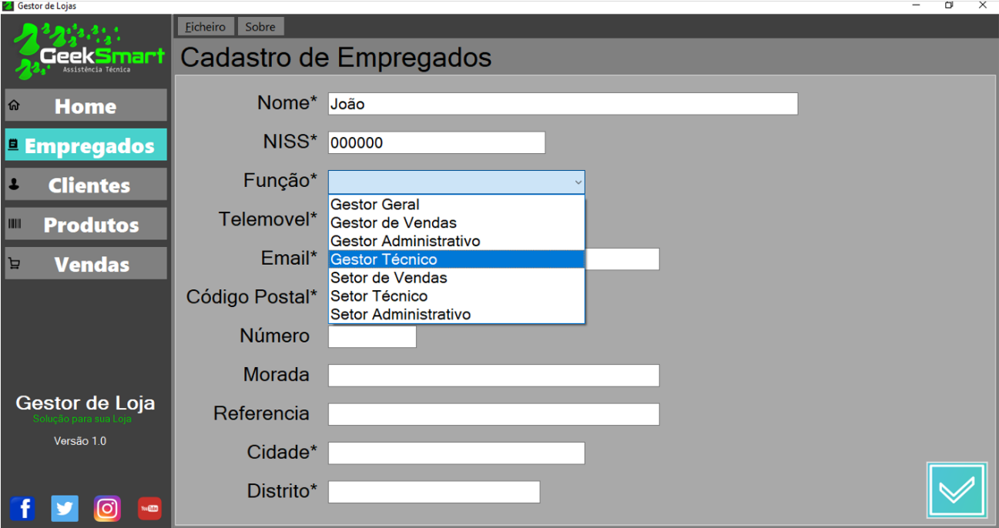 Gestor de Lojas
GeekSmart
Assistência Técnica
Home
Empregados
Clientes
Produtos
Vendas
Gestor de Loja
Solução para sua Loja
Versão 1.0
f
YouTube
Ficheiro Sobre
Cadastro de Empregados
Nome* João
NISS* 000000
Função*
Gestor Geral
Gestor de Vendas
Gestor Administrativo
Gestor Técnico
Setor de Vendas
Setor Técnico
Setor Administrativo
Telemovel*
Email*
Código Postal*
Número
Morada
Referencia
Cidade*
Distrito*